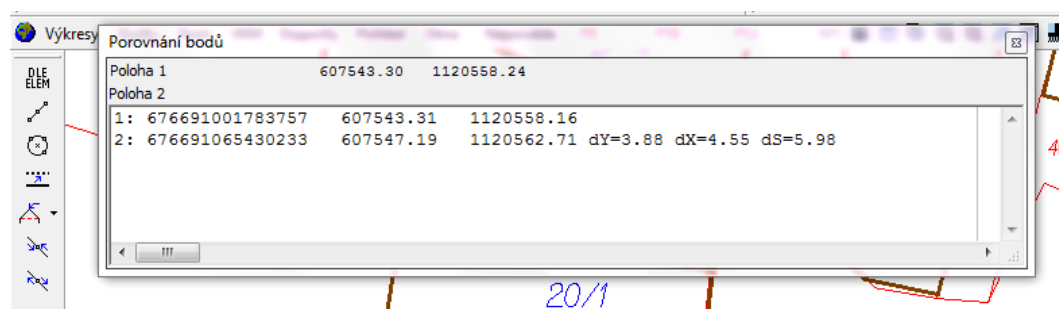 Výkresy
Porovnání bodů
Poloha 1 607543.30 1120558.24
Poloha 2
1: 676691001783757 607543.31 1120558.16
2: 676691065430233 607547.19 1120562.71 dY=3.88 dX=4.55 dS=5.98
DLE
ELEM
20/1